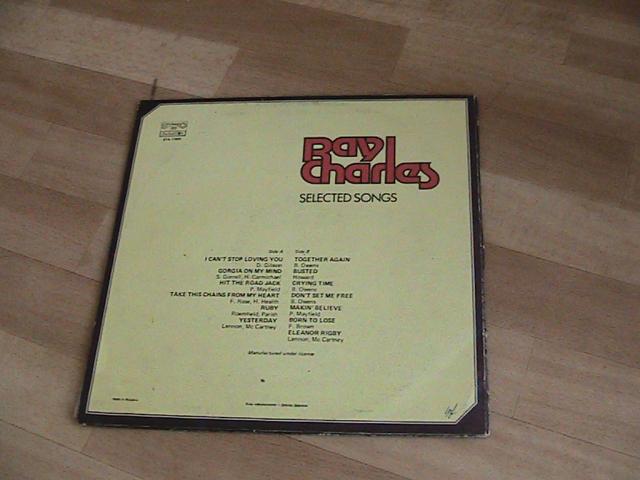 Ray
Charles
SELECTED SONGS
Side A
I CAN'T STOP LOVING YOU
D. Gibson
GORGIA ON MY MIND
S. Gorrell, H. Carmichael
HIT THE ROAD JACK
P. Mayfield
TAKE THIS CHAINS FROM MY HEART
F. Rose, H. Heath
RUBY
Roemheld, Parish
YESTERDAY
Lennon, Mc Cartney
Side B
TOGETHER AGAIN
B. Owens
BUSTED
Howard
CRYING TIME
B. Owens
DON'T SET ME FREE
B. Owens
MAKIN' BELIEVE
P. Mayfield
BORN TO LOSE
F. Brown
ELEANOR RIGBY
Lennon, Mc Cartney
Manufactured under license